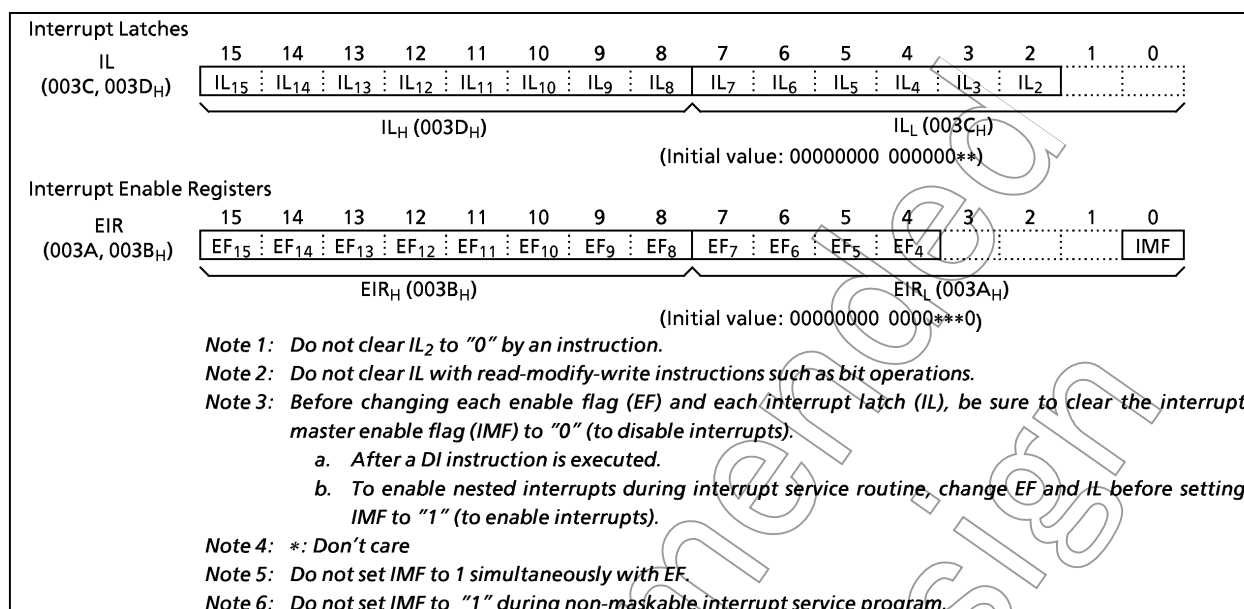 Interrupt Latches
IL
(003C, 003DH)
15 14 13 12 11 10 9 8 7 6 5 4 3 2 1 0
IL15 IL14 IL13 IL12 IL11 IL10 IL9 IL8 IL7 IL6 IL5 IL4 IL3 IL2
ILH (003DH) ILL (003CH)
(Initial value: 00000000 000000**)
Interrupt Enable Registers
EIR
(003A, 003BH)
15 14 13 12 11 10 9 8 7 6 5 4 3 2 1 0
EF15 EF14 EF13 EF12 EF11 EF10 EF9 EF8 EF7 EF6 EF5 EF4 IMF
EIRH (003BH) EIRL (003AH)
(Initial value: 00000000 0000***0)
Note 1: Do not clear IL2 to "0" by an instruction.
Note 2: Do not clear IL with read-modify-write instructions such as bit operations.
Note 3: Before changing each enable flag (EF) and each interrupt latch (IL), be sure to clear the interrupt
master enable flag (IMF) to "0" (to disable interrupts).
a. After a DI instruction is executed.
b. To enable nested interrupts during interrupt service routine, change EF and IL before setting
IMF to "1" (to enable interrupts).
Note 4: *: Don't care
Note 5: Do not set IMF to 1 simultaneously with EF.
Note 6: Do not set IMF to "1" during non-maskable interrupt service program.